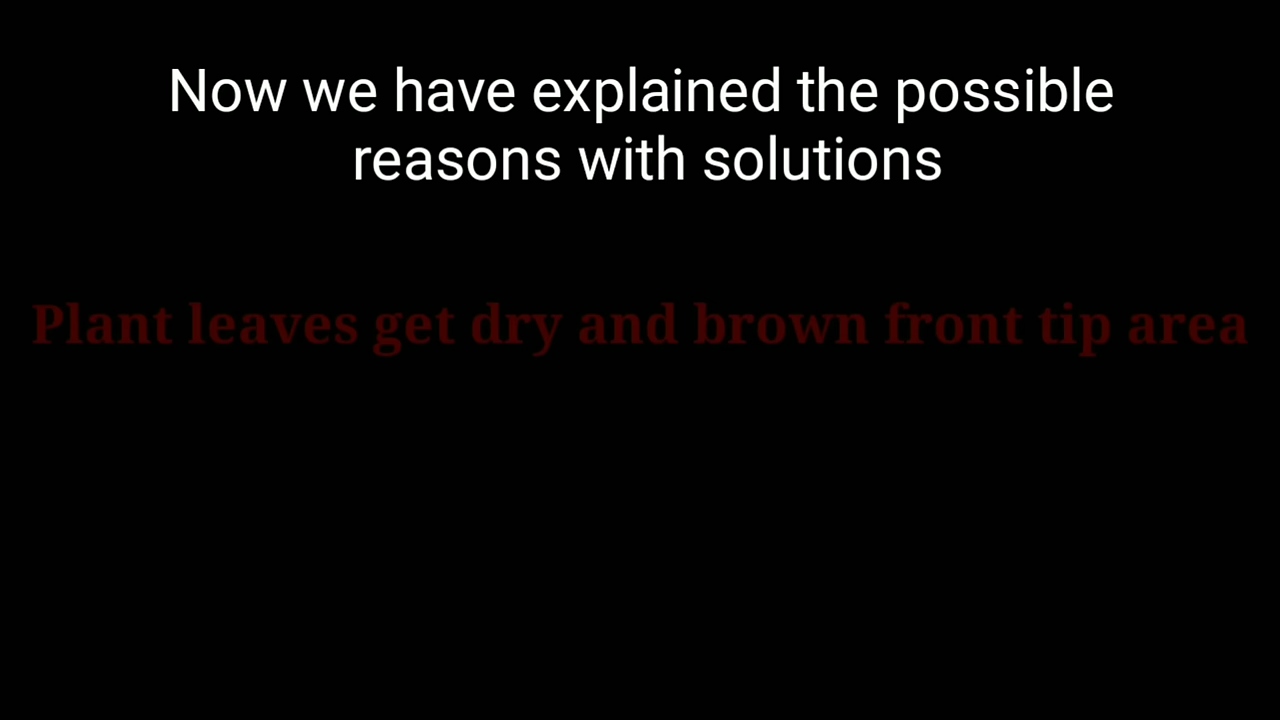 Now we have explained the possible
reasons with solutions
Plant leaves get dry and brown front tip area